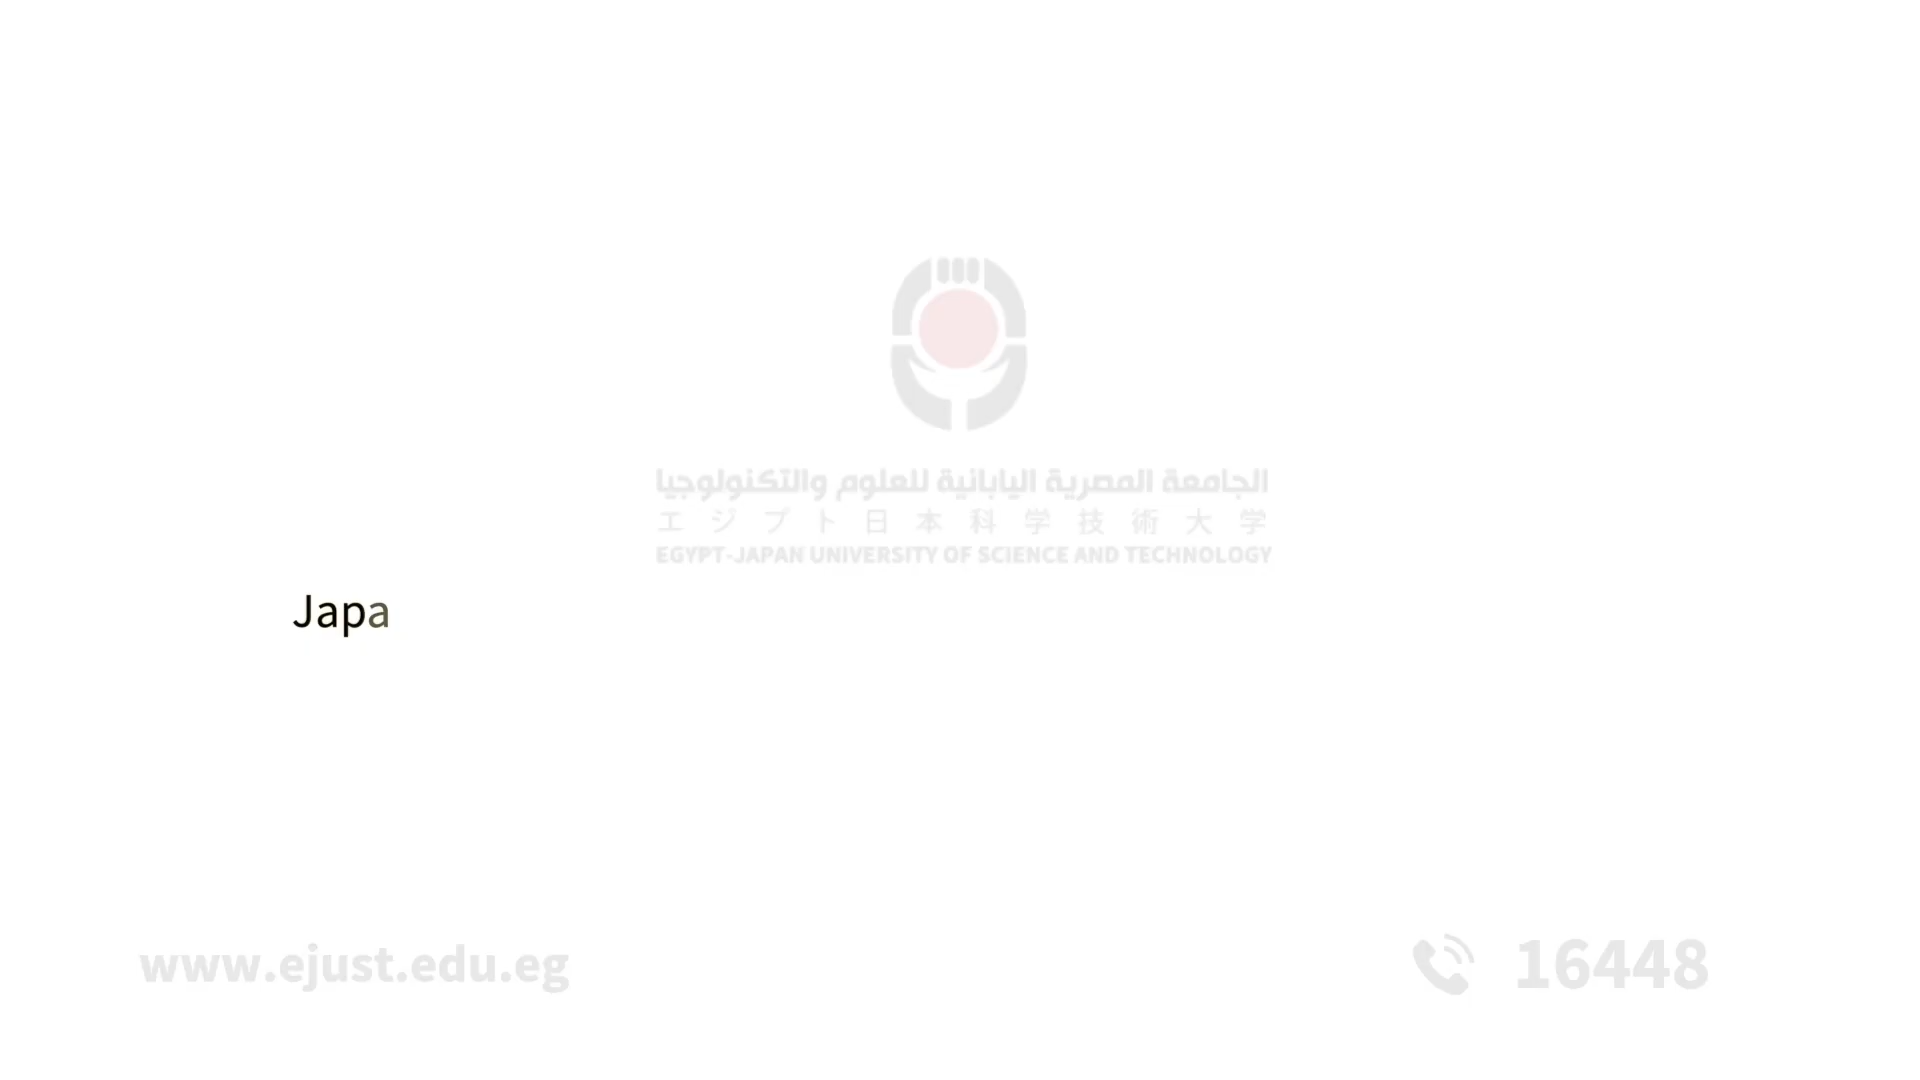 الجامعة المصرية اليابانية للعلوم والتكنولوجيا
エジプト日本科学技術大学
EGYPT-JAPAN UNIVERSITY OF SCIENCE AND TECHNOLOGY
Japa
www.ejust.edu.eg
16448